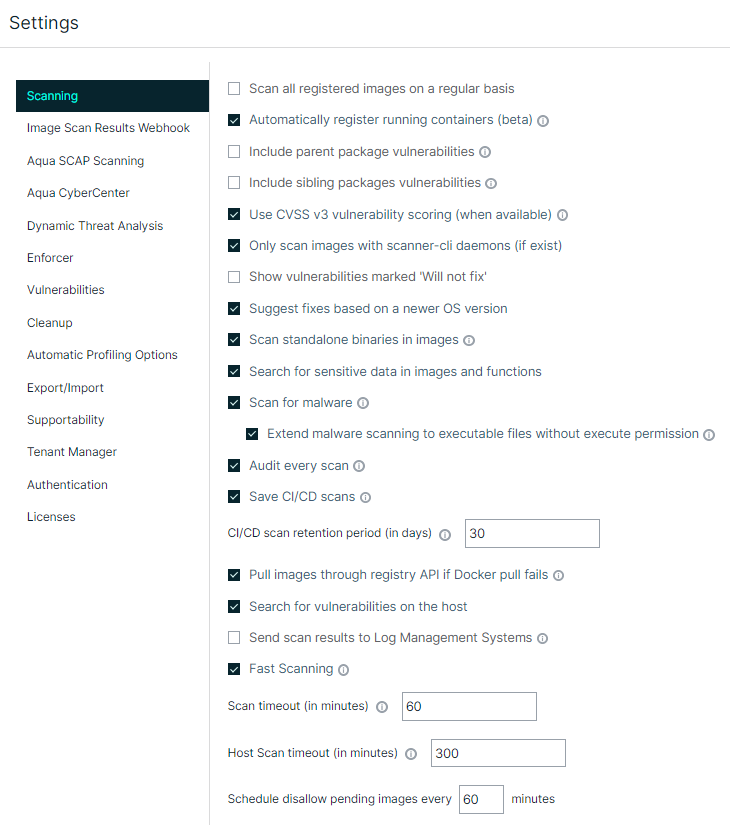 Settings
Scanning
Image Scan Results Webhook
Aqua SCAP Scanning
Aqua CyberCenter
Dynamic Threat Analysis
Enforcer
Vulnerabilities
Cleanup
Automatic Profiling Options
Export/Import
Supportability
Tenant Manager
Authentication
Licenses
Scan all registered images on a regular basis
Automatically register running containers (beta)
Include parent package vulnerabilities
Include sibling packages vulnerabilities
Use CVSS v3 vulnerability scoring (when available)
Only scan images with scanner-cli daemons (if exist)
Show vulnerabilities marked 'Will not fix'
Suggest fixes based on a newer OS version
Scan standalone binaries in images
Search for sensitive data in images and functions
Scan for malware
Extend malware scanning to executable files without execute permission
Audit every scan
Save CI/CD scans
CI/CD scan retention period (in days) 30
Pull images through registry API if Docker pull fails
Search for vulnerabilities on the host
Send scan results to Log Management Systems
Fast Scanning
Scan timeout (in minutes) 60
Host Scan timeout (in minutes) 300
Schedule disallow pending images every 60 minutes